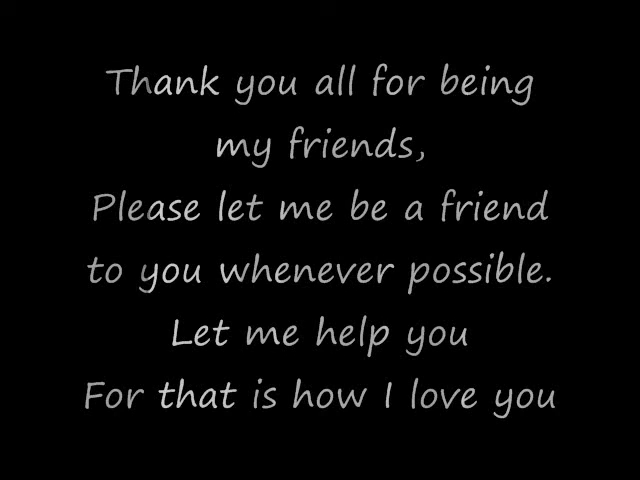 Thank you all for being
my friends,
Please let me be a friend
to you whenever possible.
Let me help you
For that is how I love you